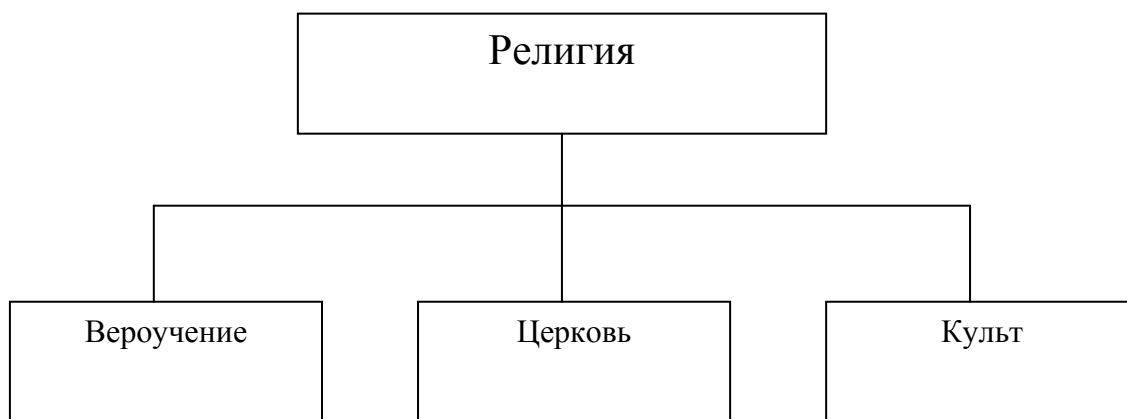 Религия
Вероучение
Церковь
Культ